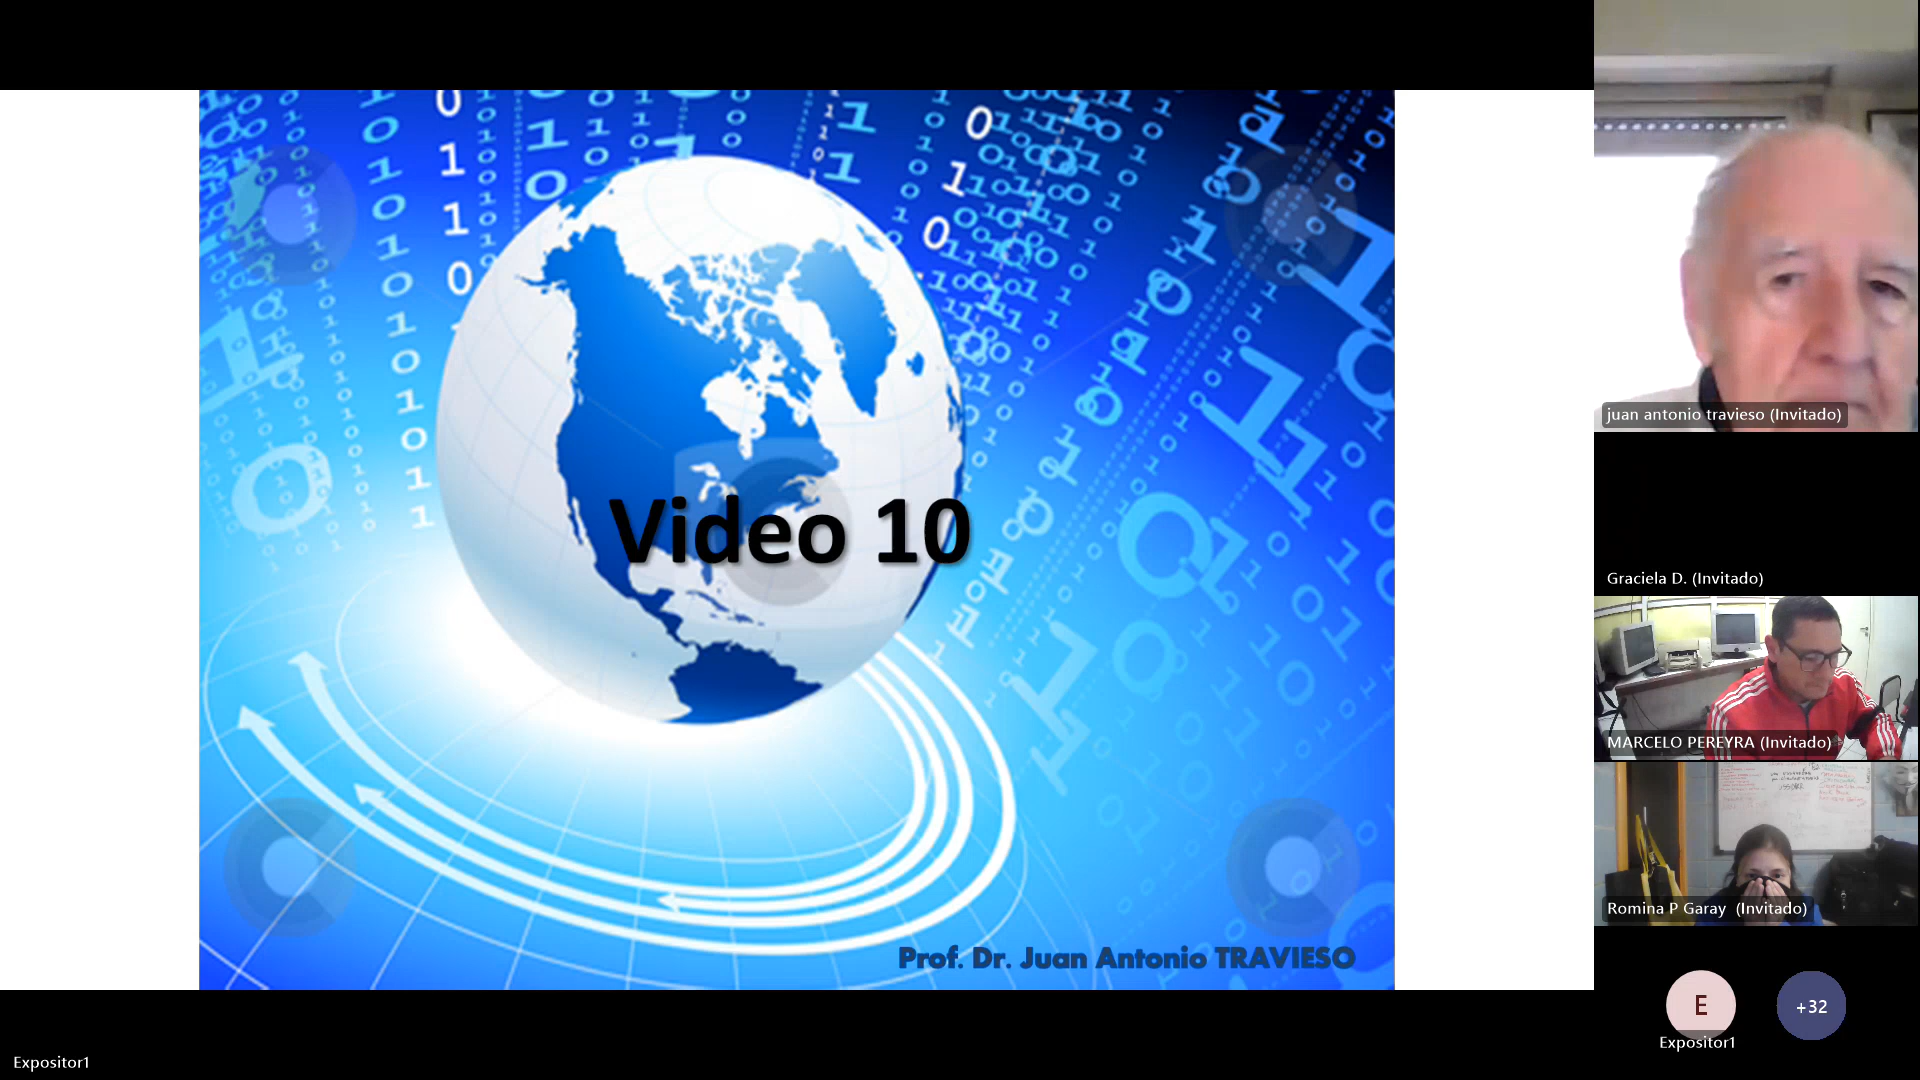 Video 10
Prof. Dr. Juan Antonio TRAVIESO
juan antonio travieso (Invitado)
Graciela D. (Invitado)
MARCELO PEREYRA (Invitado)
Romina P Garay (Invitado)
E
+32
Expositor1
Expositor1